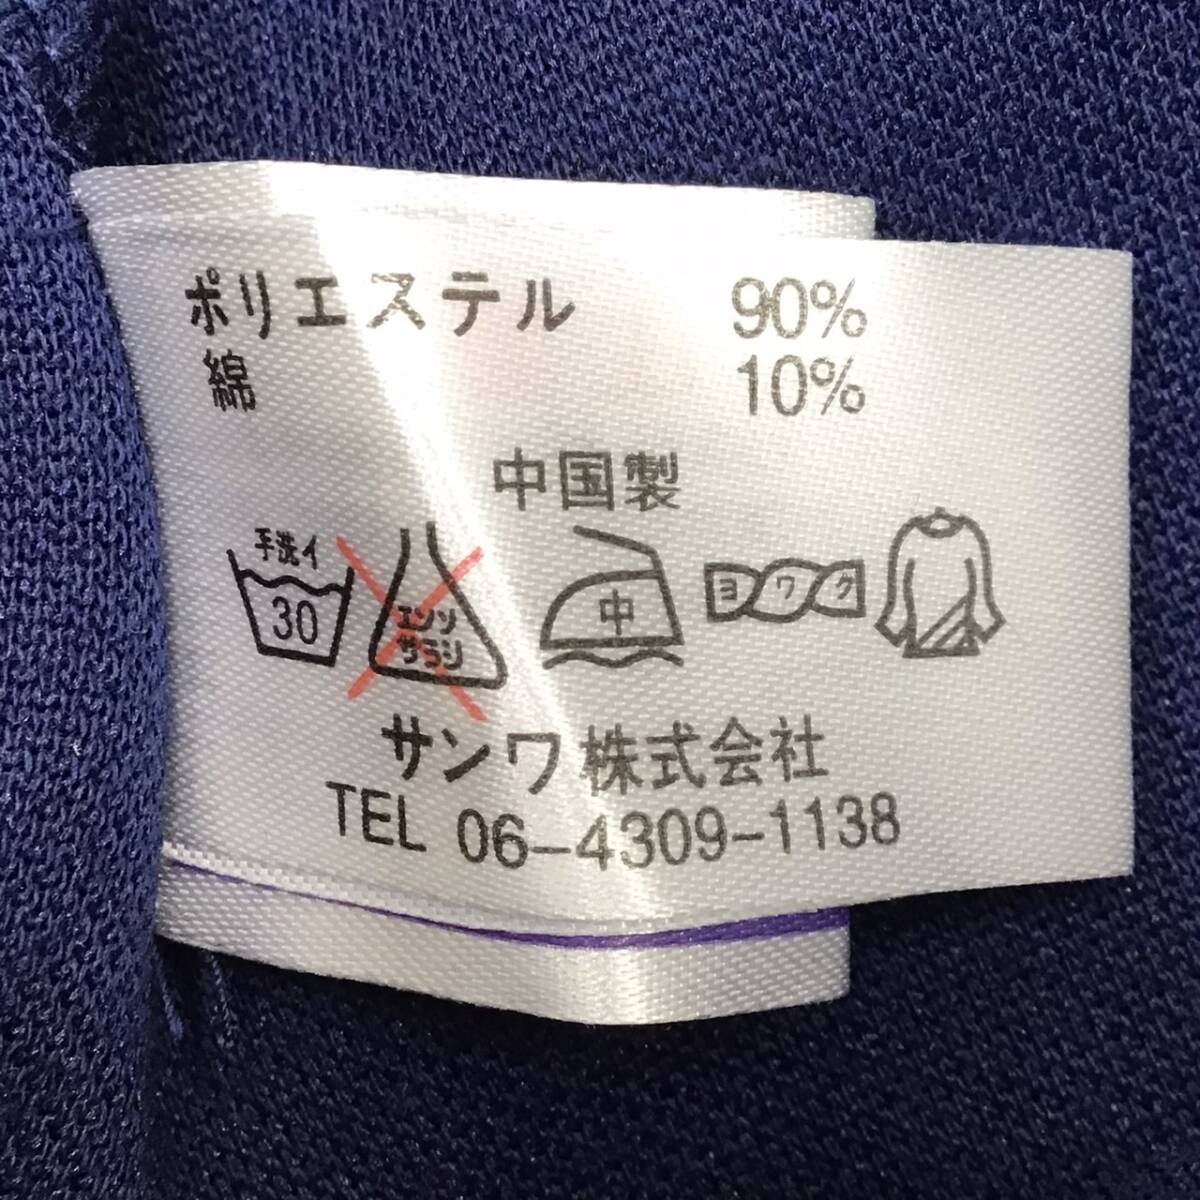 ポリエステル 90%
綿 10%
中国製
手洗イ 30 エンソサラシ 中 ヨワク
サンワ株式会社
TEL 06-4309-1138